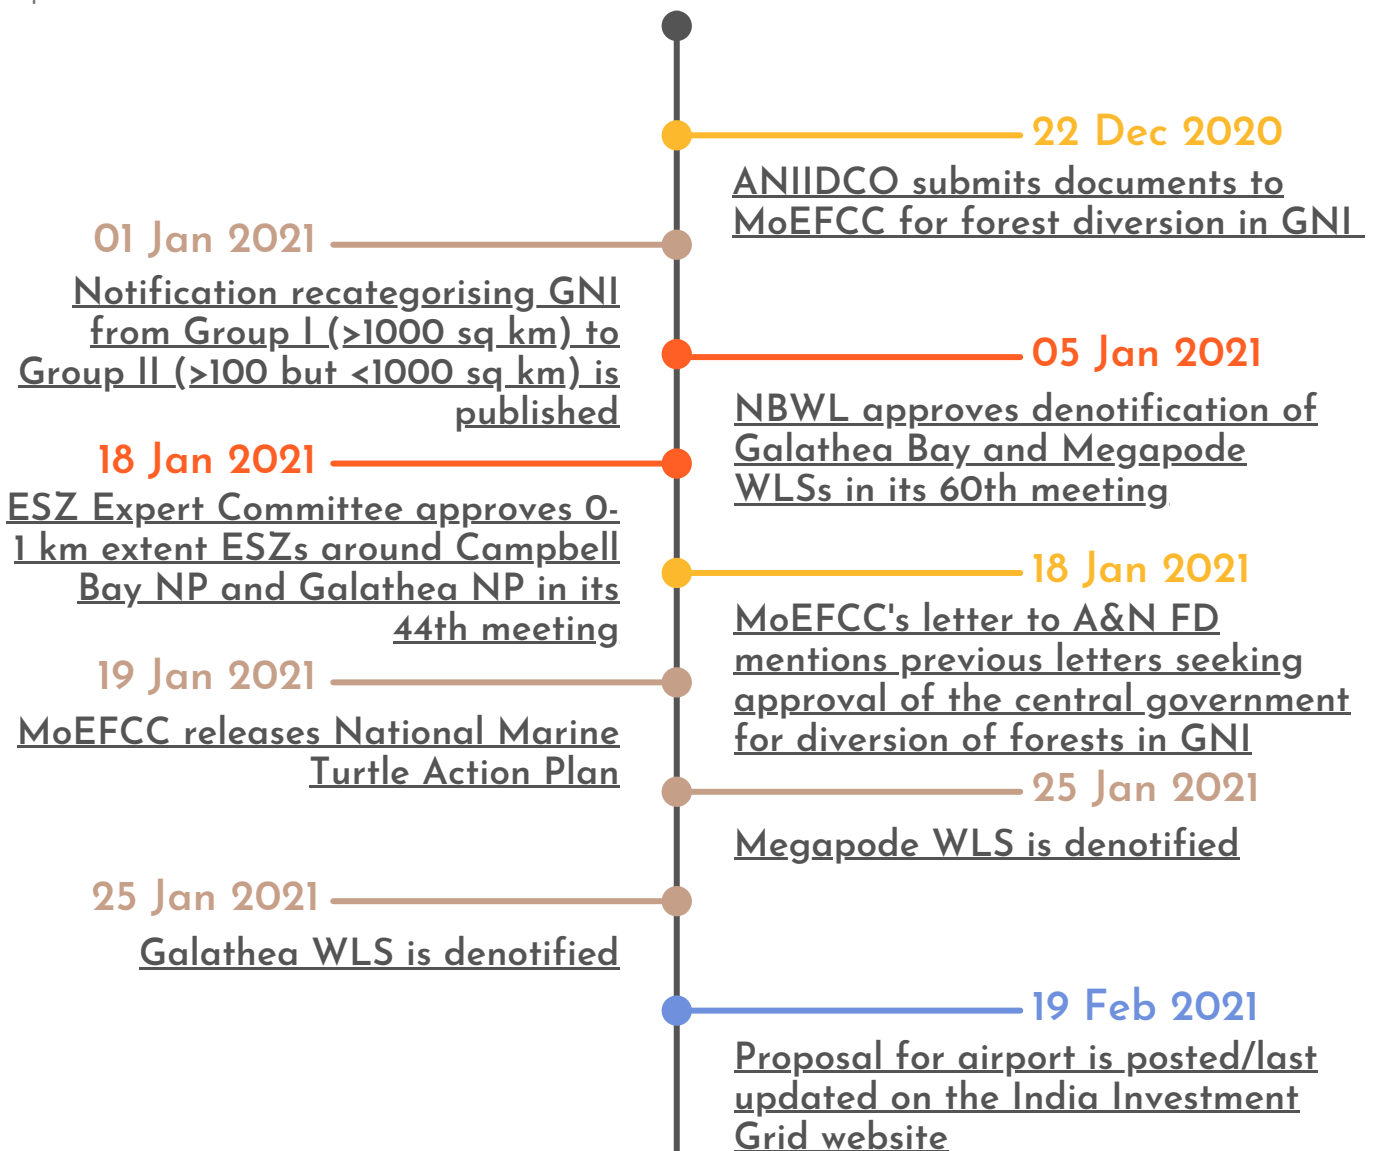 22 Dec 2020
ANIIDCO submits documents to
MoEFCC for forest diversion in GNI
01 Jan 2021
Notification recategorising GNI
from Group I (>1000 sq km) to
Group II (>100 but <1000 sq km) is
published
05 Jan 2021
NBWL approves denotification of
Galathea Bay and Megapode
WLSs in its 60th meeting
18 Jan 2021
ESZ Expert Committee approves 0-
1 km extent ESZs around Campbell
Bay NP and Galathea NP in its
44th meeting
18 Jan 2021
MoEFCC's letter to A&N FD
mentions previous letters seeking
approval of the central government
for diversion of forests in GNI
19 Jan 2021
MoEFCC releases National Marine
Turtle Action Plan
25 Jan 2021
Megapode WLS is denotified
25 Jan 2021
Galathea WLS is denotified
19 Feb 2021
Proposal for airport is posted/last
updated on the India Investment
Grid website